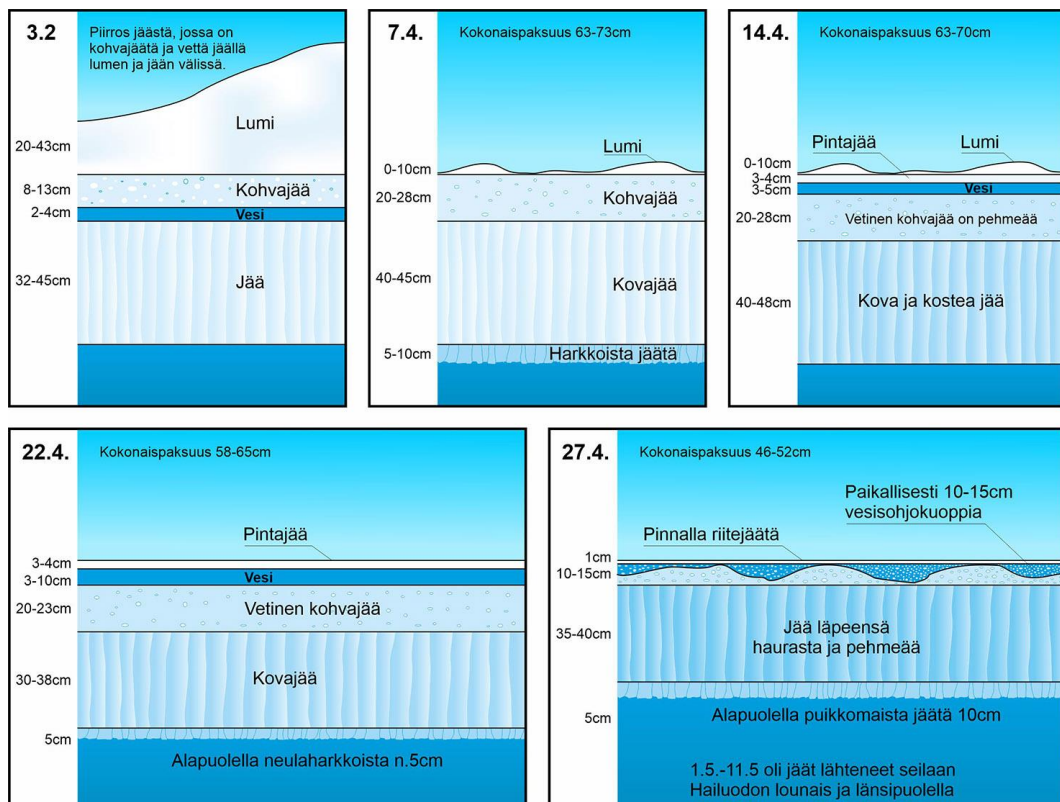 3.2
Piirros jäästä, jossa on
kohvajäätä ja vettä jäällä
lumen ja jään välissä.
20-43cm
Lumi
8-13cm
Kohvajää
2-4cm
Vesi
32-45cm
Jää
7.4.
Kokonaispaksuus 63-73cm
Lumi
0-10cm
20-28cm
Kohvajää
40-45cm
Kovajää
5-10cm
Harkkoista jäätä
14.4.
Kokonaispaksuus 63-70cm
Pintajää
Lumi
0-10cm
3-4cm
3-5cm
Vesi
20-28cm
Vetinen kohvajää on pehmeää
40-48cm
Kova ja kostea jää
22.4.
Kokonaispaksuus 58-65cm
Pintajää
3-4cm
3-10cm
Vesi
20-23cm
Vetinen kohvajää
30-38cm
Kovajää
5cm
Alapuolella neulaharkkoista n.5cm
27.4.
Kokonaispaksuus 46-52cm
Paikallisesti 10-15cm
vesisohjokuoppia
Pinnalla riitejäätä
1cm
10-15cm
35-40cm
Jää läpeensä
haurasta ja pehmeää
5cm
Alapuolella puikkomaista jäätä 10cm
1.5.-11.5 oli jäät lähteneet seilaan
Hailuodon lounais ja länsipuolella